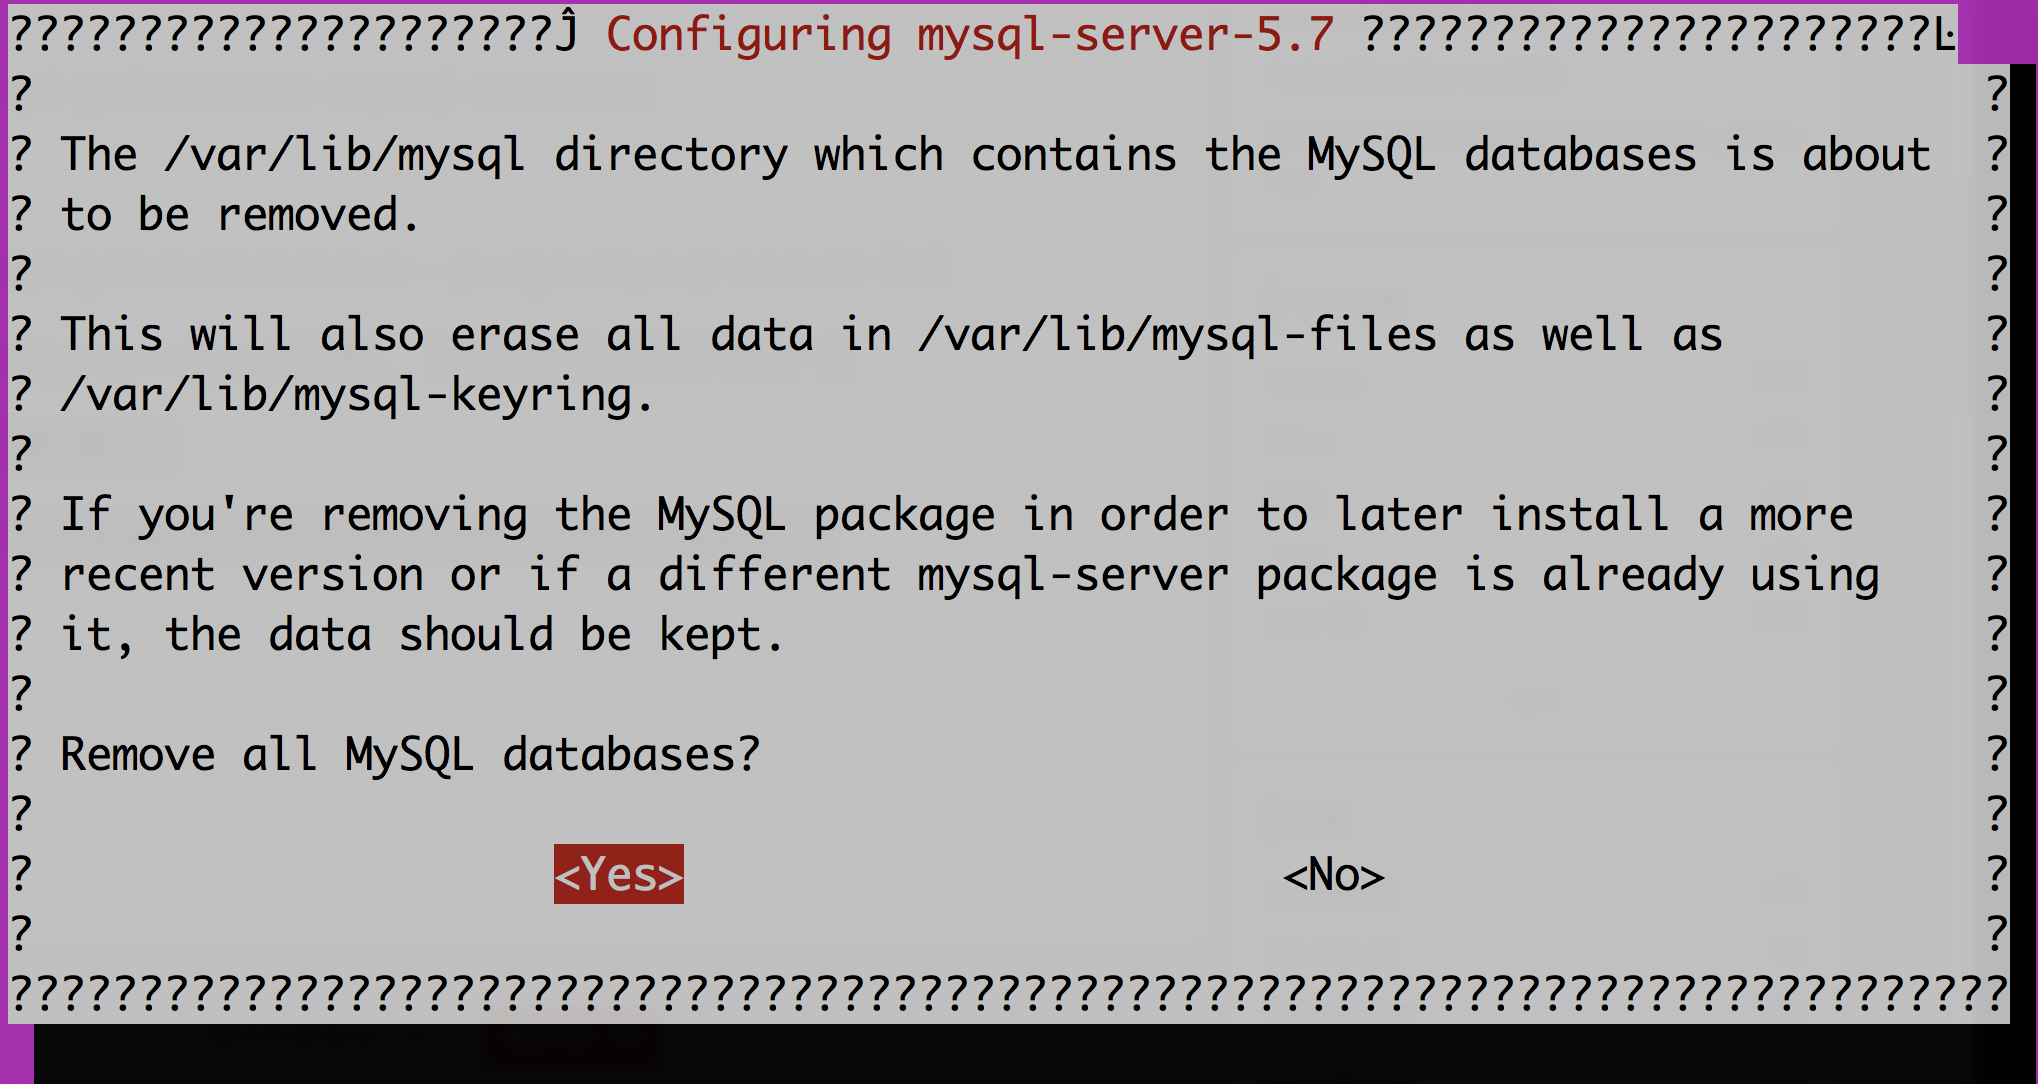 ?????????????????????Ĵ Configuring mysql-server-5.7 ??????????????????????Ŀ
? ?
? The /var/lib/mysql directory which contains the MySQL databases is about ?
? to be removed. ?
? ?
? This will also erase all data in /var/lib/mysql-files as well as ?
? /var/lib/mysql-keyring. ?
? ?
? If you're removing the MySQL package in order to later install a more ?
? recent version or if a different mysql-server package is already using ?
? it, the data should be kept. ?
? ?
? Remove all MySQL databases? ?
? ?
? <Yes> <No> ?
? ?
?????????????????????????????????????????????????????????????????????????????